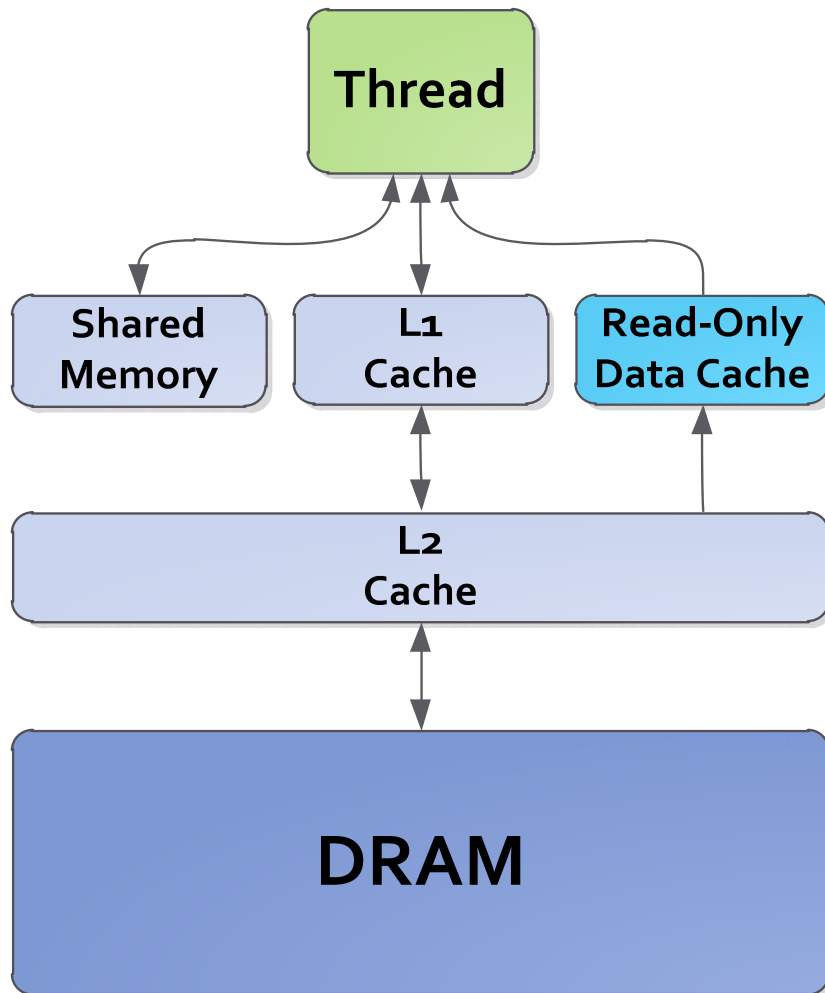 Thread
Shared
Memory
L1
Cache
Read-Only
Data Cache
L2
Cache
DRAM